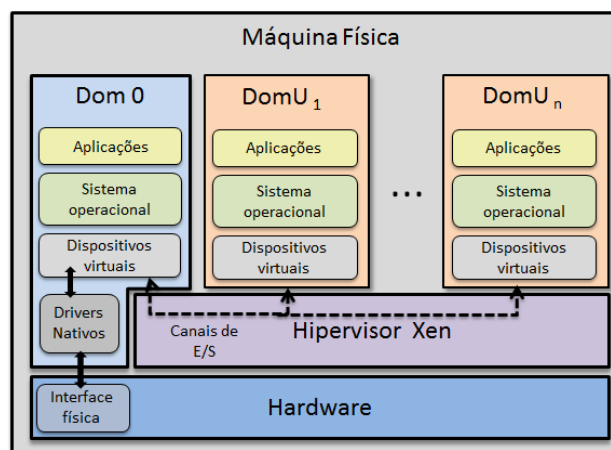 Máquina Física
Dom 0
Aplicações
Sistema
operacional
Dispositivos
virtuais
Drivers
Nativos
DomU 1
Aplicações
Sistema
operacional
Dispositivos
virtuais
...
DomU n
Aplicações
Sistema
operacional
Dispositivos
virtuais
Canais de
E/S
Hipervisor Xen
Interface
física
Hardware